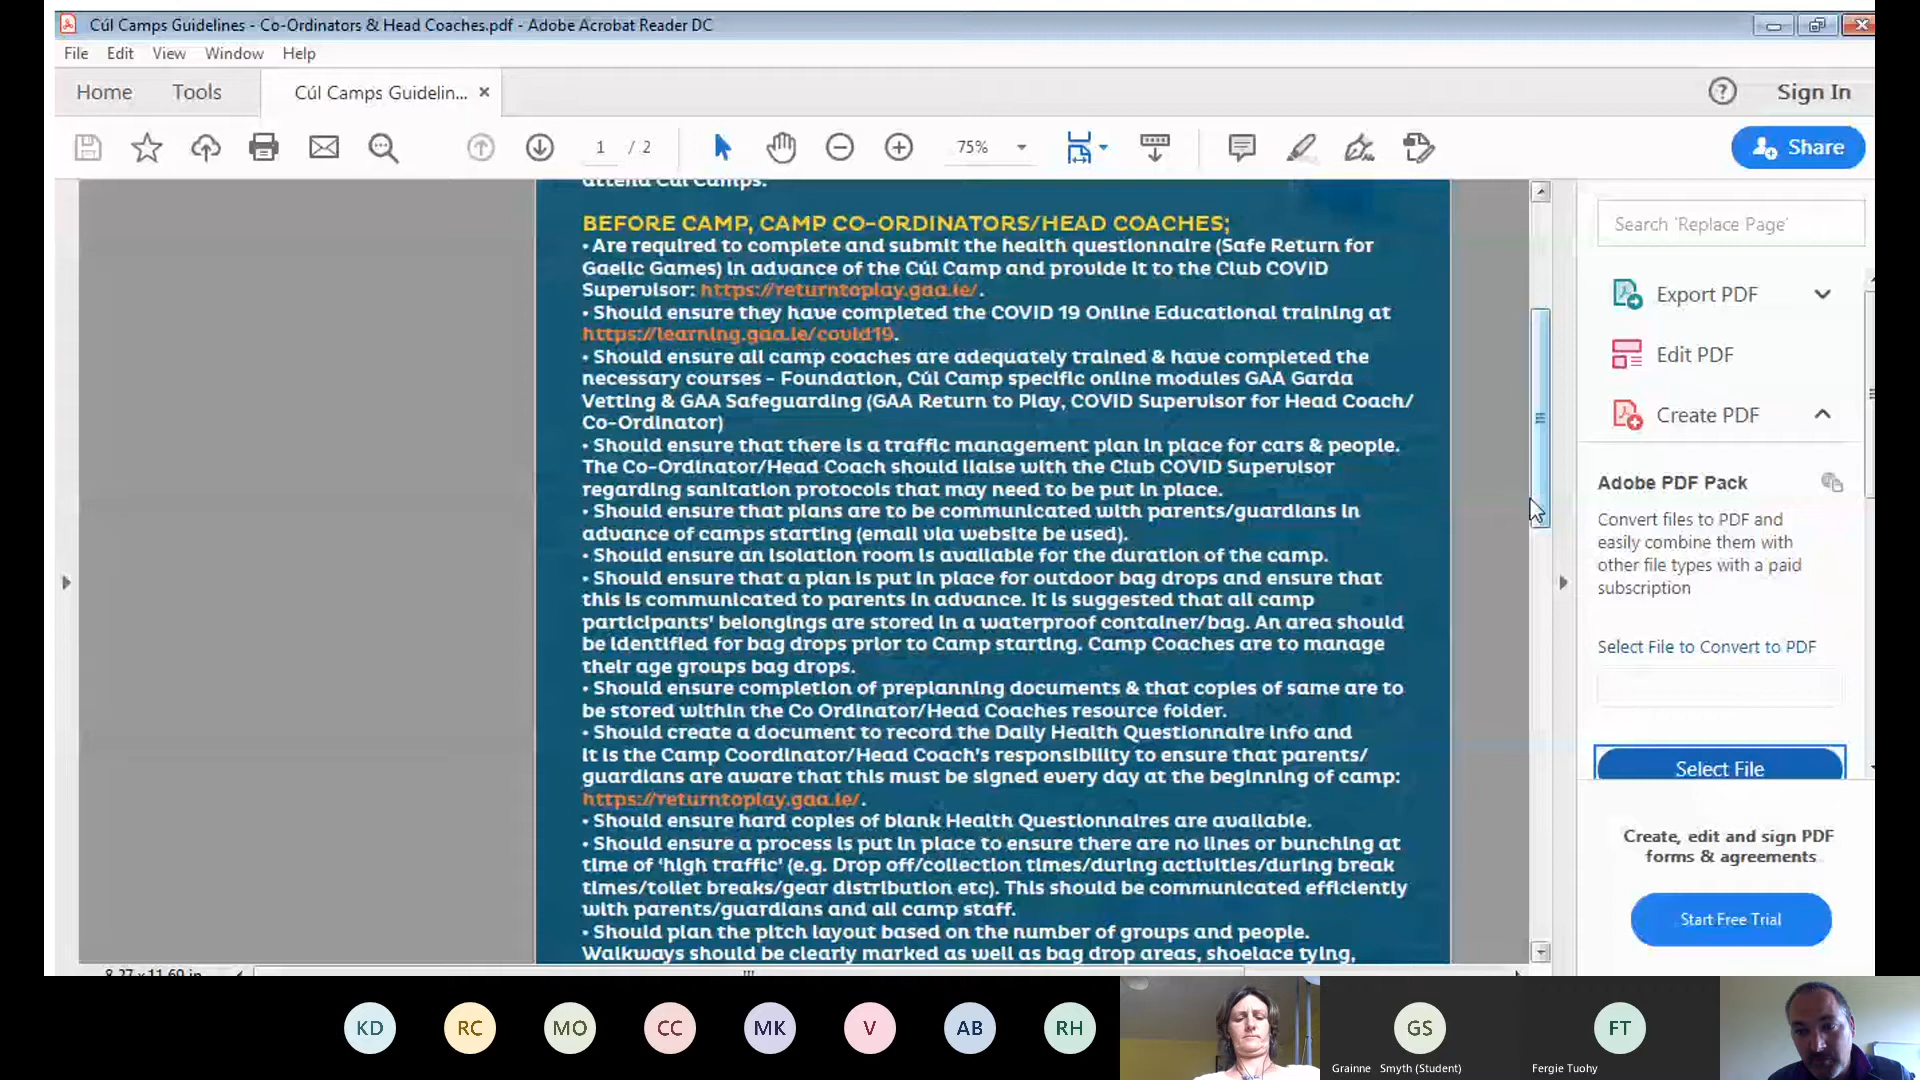 Cúl Camps Guidelines - Co-Ordinators & Head Coaches.pdf - Adobe Acrobat Reader DC
File Edit View Window Help
Home Tools Cúl Camps Guidelin... × Sign In
1 / 2 75% Share
attend Cúl Camps.
BEFORE CAMP, CAMP CO-ORDINATORS/HEAD COACHES;
• Are required to complete and submit the health questionnaire (Safe Return for
Gaelic Games) in advance of the Cúl Camp and provide it to the Club COVID
Supervisor: https://returntoplay.gaa.ie/.
• Should ensure they have completed the COVID 19 Online Educational training at
https://learning.gaa.ie/covid19.
• Should ensure all camp coaches are adequately trained & have completed the
necessary courses - Foundation, Cúl Camp specific online modules GAA Garda
Vetting & GAA Safeguarding (GAA Return to Play, COVID Supervisor for Head Coach/
Co-Ordinator)
• Should ensure that there is a traffic management plan in place for cars & people.
The Co-Ordinator/Head Coach should liaise with the Club COVID Supervisor
regarding sanitation protocols that may need to be put in place.
• Should ensure that plans are to be communicated with parents/guardians in
advance of camps starting (email via website be used).
• Should ensure an isolation room is available for the duration of the camp.
• Should ensure that a plan is put in place for outdoor bag drops and ensure that
this is communicated to parents in advance. It is suggested that all camp
participants' belongings are stored in a waterproof container/bag. An area should
be identified for bag drops prior to Camp starting. Camp Coaches are to manage
their age groups bag drops.
• Should ensure completion of preplanning documents & that copies of same are to
be stored within the Co Ordinator/Head Coaches resource folder.
• Should create a document to record the Daily Health Questionnaire info and
it is the Camp Coordinator/Head Coach's responsibility to ensure that parents/
guardians are aware that this must be signed every day at the beginning of camp:
https://returntoplay.gaa.ie/.
• Should ensure hard copies of blank Health Questionnaires are available.
• Should ensure a process is put in place to ensure there are no lines or bunching at
time of 'high traffic' (e.g. Drop off/collection times/during activities/during break
times/toilet breaks/gear distribution etc). This should be communicated efficiently
with parents/guardians and all camp staff.
• Should plan the pitch layout based on the number of groups and people.
Walkways should be clearly marked as well as bag drop areas, shoelace tying,
8.27 x 11.69 in
Search 'Replace Page'
Export PDF
Edit PDF
Create PDF
Adobe PDF Pack
Convert files to PDF and
easily combine them with
other file types with a paid
subscription
Select File to Convert to PDF
Select File
Create, edit and sign PDF
forms & agreements
Start Free Trial
KD RC MO CC MK V AB RH GS FT
Grainne Smyth (Student) Fergie Tuohy